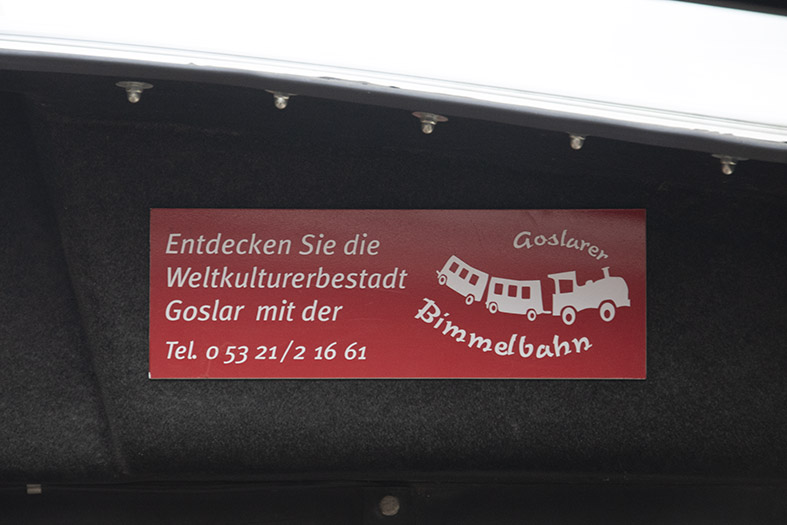 Entdecken Sie die
Weltkulturerbestadt
Goslar mit der
Tel. 0 53 21/2 16 61
Goslarer
Bimmelbahn